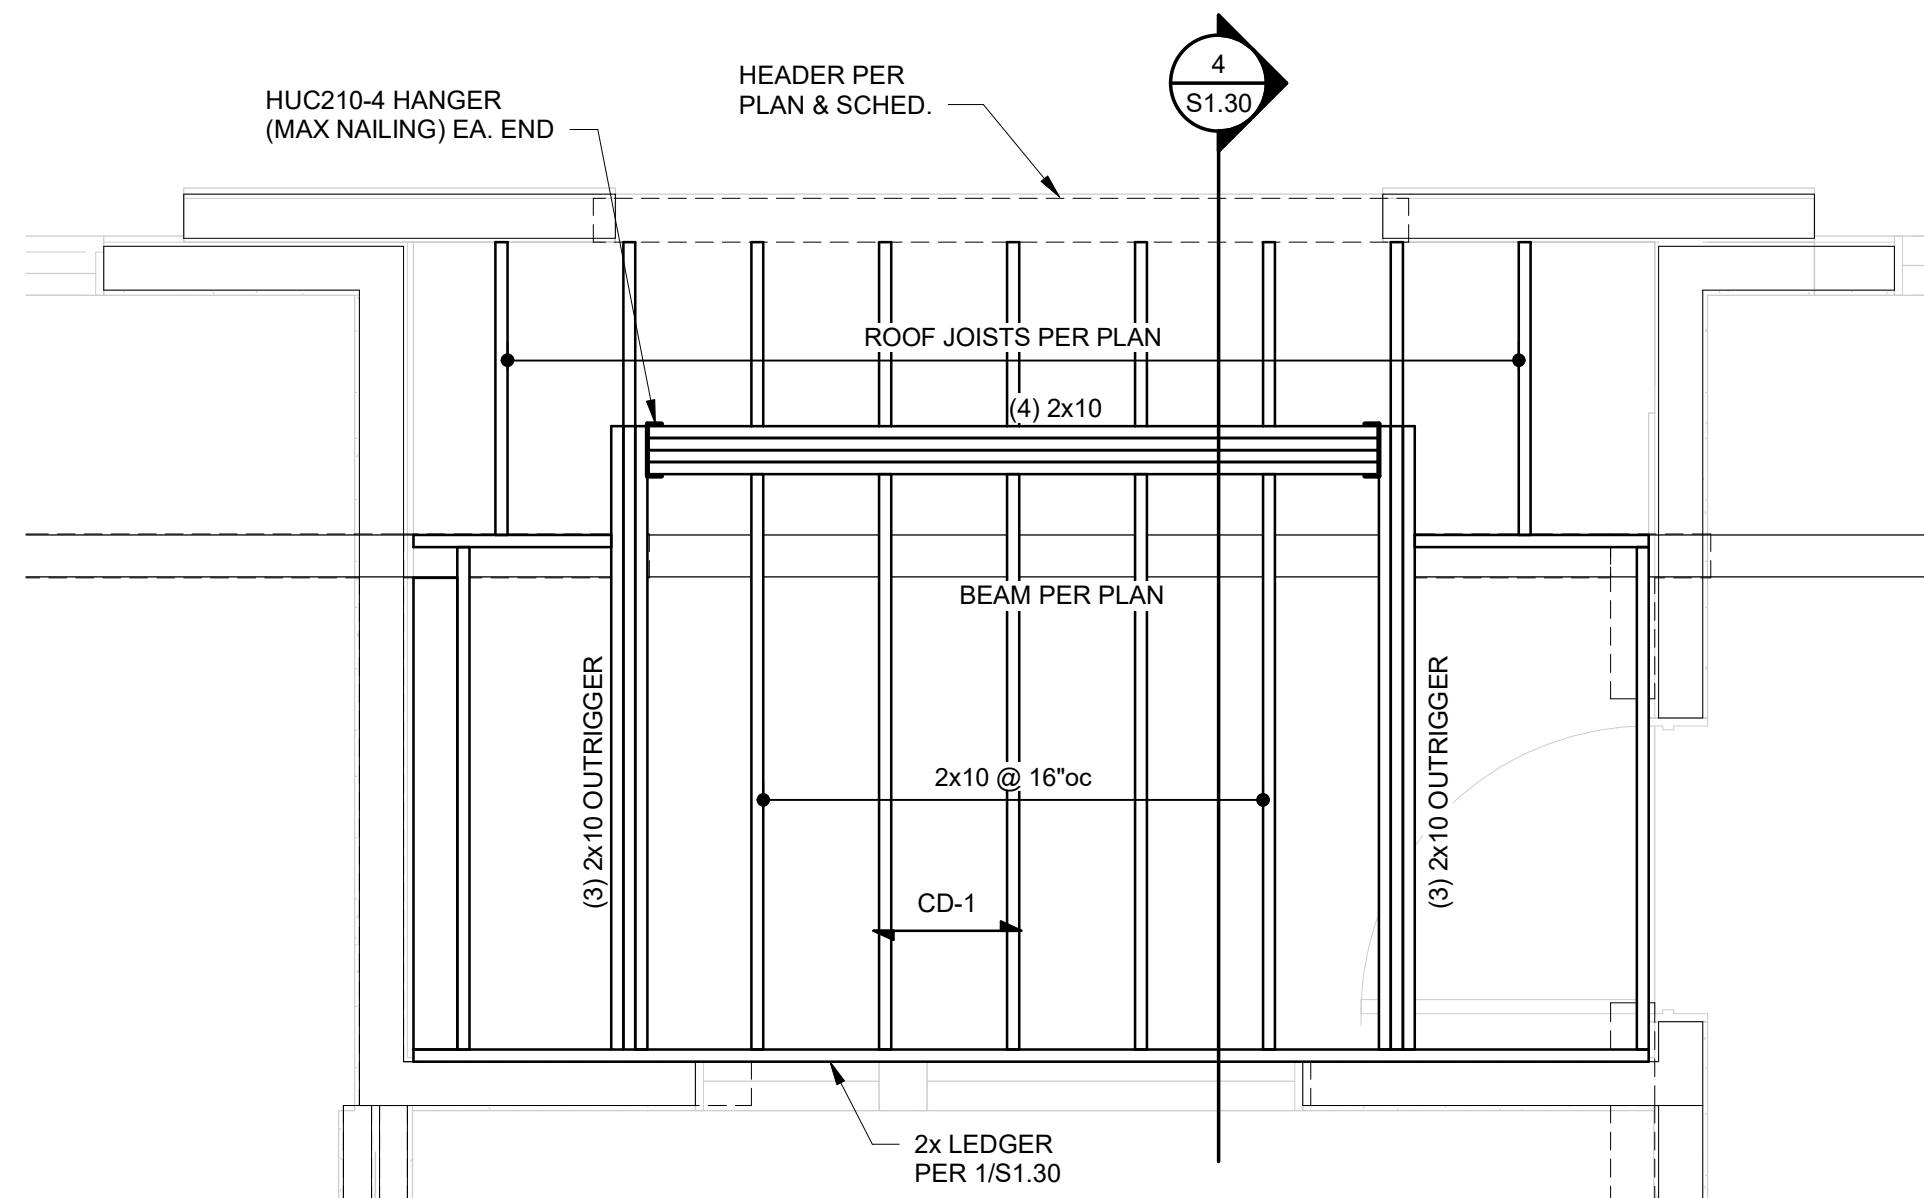 4
S1.30
HEADER PER
PLAN & SCHED.
HUC210-4 HANGER
(MAX NAILING) EA. END
ROOF JOISTS PER PLAN
(4) 2x10
BEAM PER PLAN
(3) 2x10 OUTRIGGER
(3) 2x10 OUTRIGGER
2x10 @ 16"oc
CD-1
2x LEDGER
PER 1/S1.30